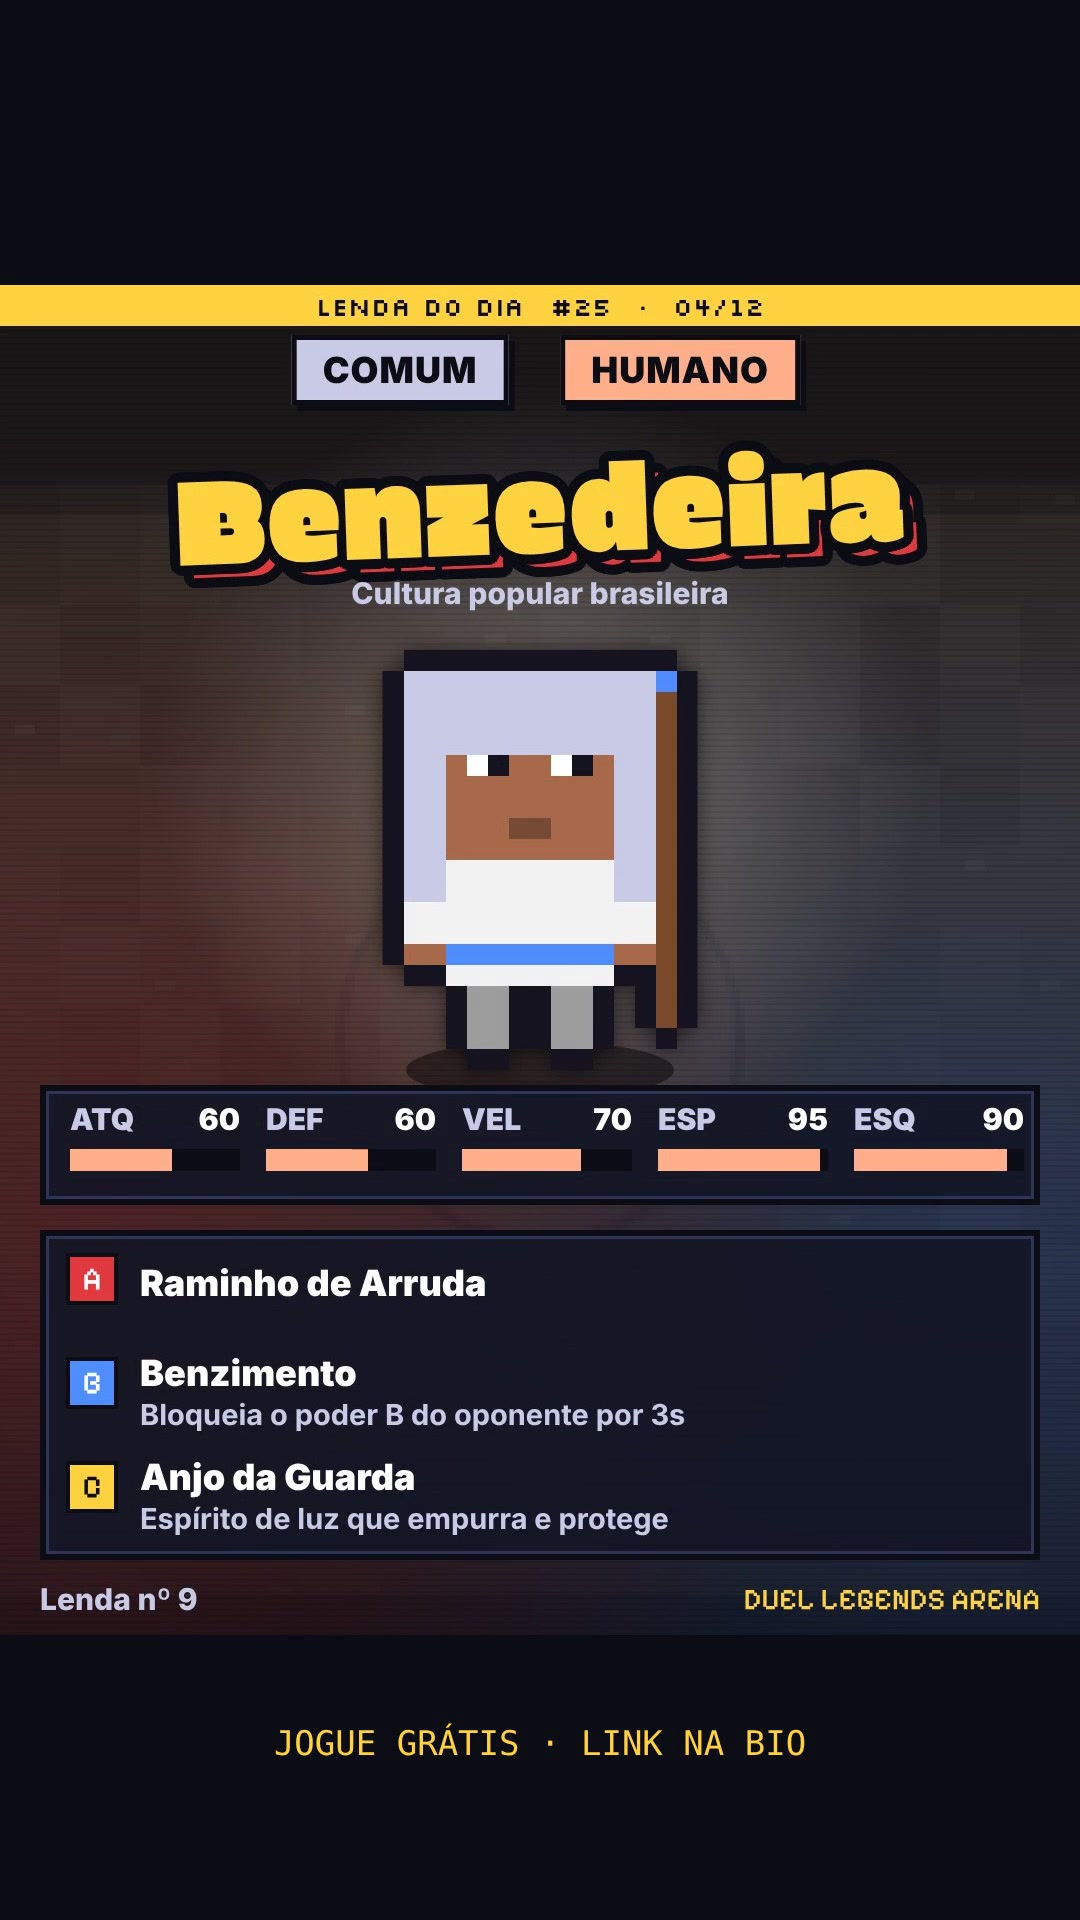 LENDA DO DIA #25 · 04/12
COMUM HUMANO
Benzedeira
Cultura popular brasileira
ATQ 60 DEF 60 VEL 70 ESP 95 ESQ 90
A Raminho de Arruda
B Benzimento
Bloqueia o poder B do oponente por 3s
C Anjo da Guarda
Espírito de luz que empurra e protege
Lenda nº 9 DUEL LEGENDS ARENA
JOGUE GRÁTIS · LINK NA BIO